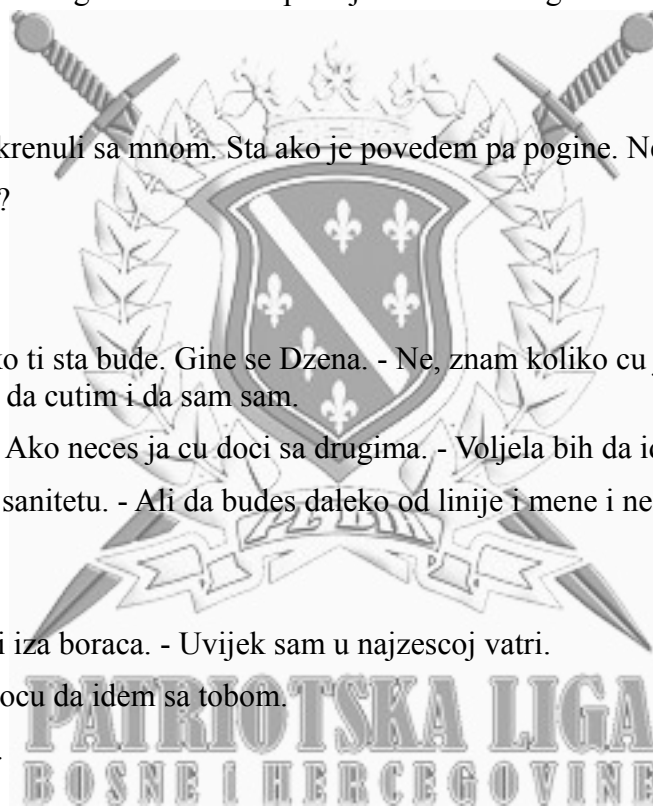 krenuli sa mnom. Sta ako je povedem pa pogine.
?
ti sta bude. Gine se Dzena. - Ne, znam koliko cu
da cutim i da sam sam.
Ako neces ja cu doci sa drugima. - Voljela bih da
sanitetu. - Ali da budes daleko od linije i mene i ne
PL BiH
i iza boraca. - Uvijek sam u najzescoj vatri.
ocu da idem sa tobom.
PATRIOTSKA LIGA
BOSNE I HERCEGOVINE